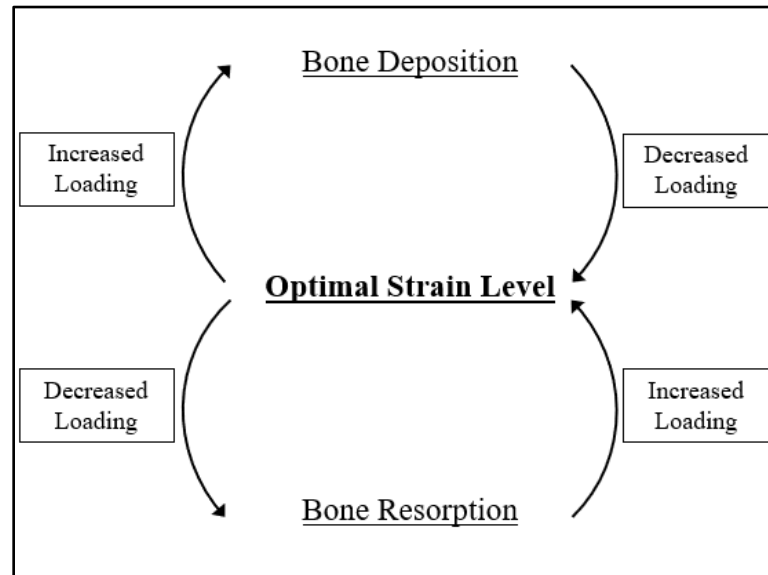 Bone Deposition
Increased
Loading
Decreased
Loading
Optimal Strain Level
Decreased
Loading
Increased
Loading
Bone Resorption